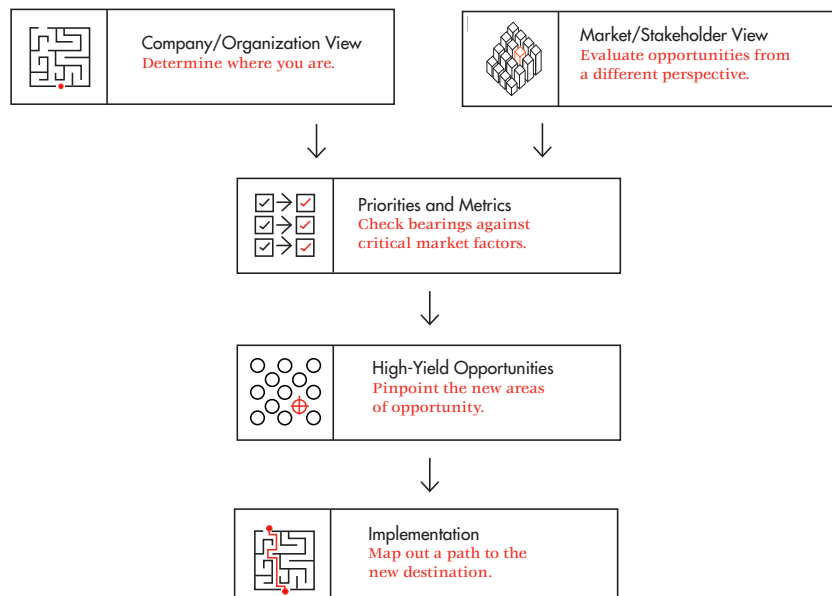 Company/Organization View
Determine where you are.
Market/Stakeholder View
Evaluate opportunities from
a different perspective.
Priorities and Metrics
Check bearings against
critical market factors.
High-Yield Opportunities
Pinpoint the new areas
of opportunity.
Implementation
Map out a path to the
new destination.